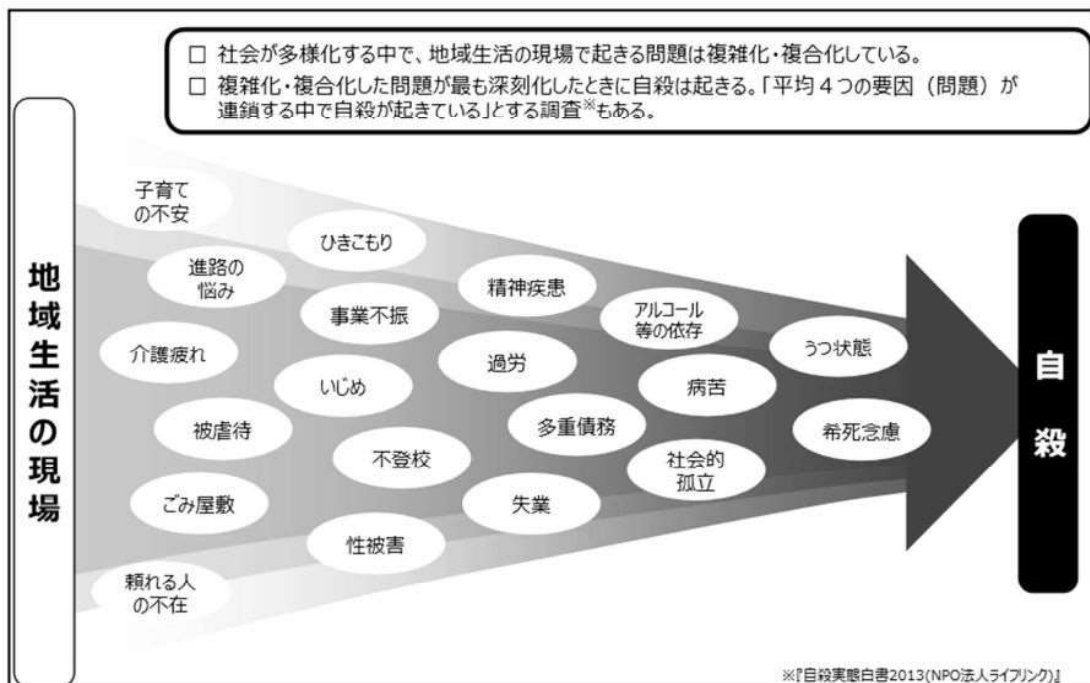 □ 社会が多様化する中で、地域生活の現場で起きる問題は複雑化・複合化している。
□ 複雑化・複合化した問題が最も深刻化したときに自殺は起きる。「平均４つの要因（問題）が
連鎖する中で自殺が起きている」とする調査※もある。
地域生活の現場
子育て
の不安
進路の
悩み
介護疲れ
被虐待
ごみ屋敷
頼れる人
の不在
ひきこもり
事業不振
いじめ
不登校
性被害
精神疾患
過労
多重債務
失業
アルコール
等の依存
病苦
社会的
孤立
うつ状態
希死念慮
自殺
※『自殺実態白書2013(NPO法人ライフリンク)』